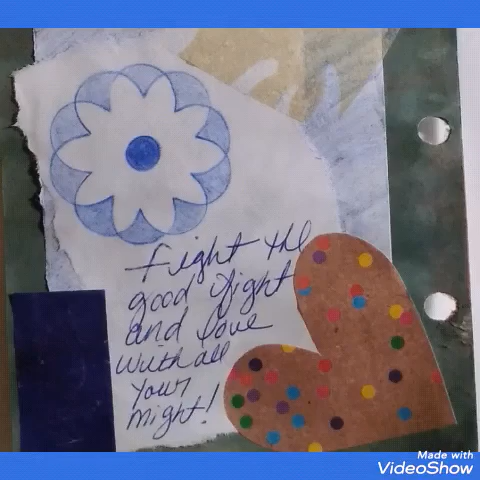 Fight the
good fight
and love
with all
your
might!
Made with
VideoShow